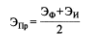 Э_Пр = (Э_Ф + Э_И) / 2